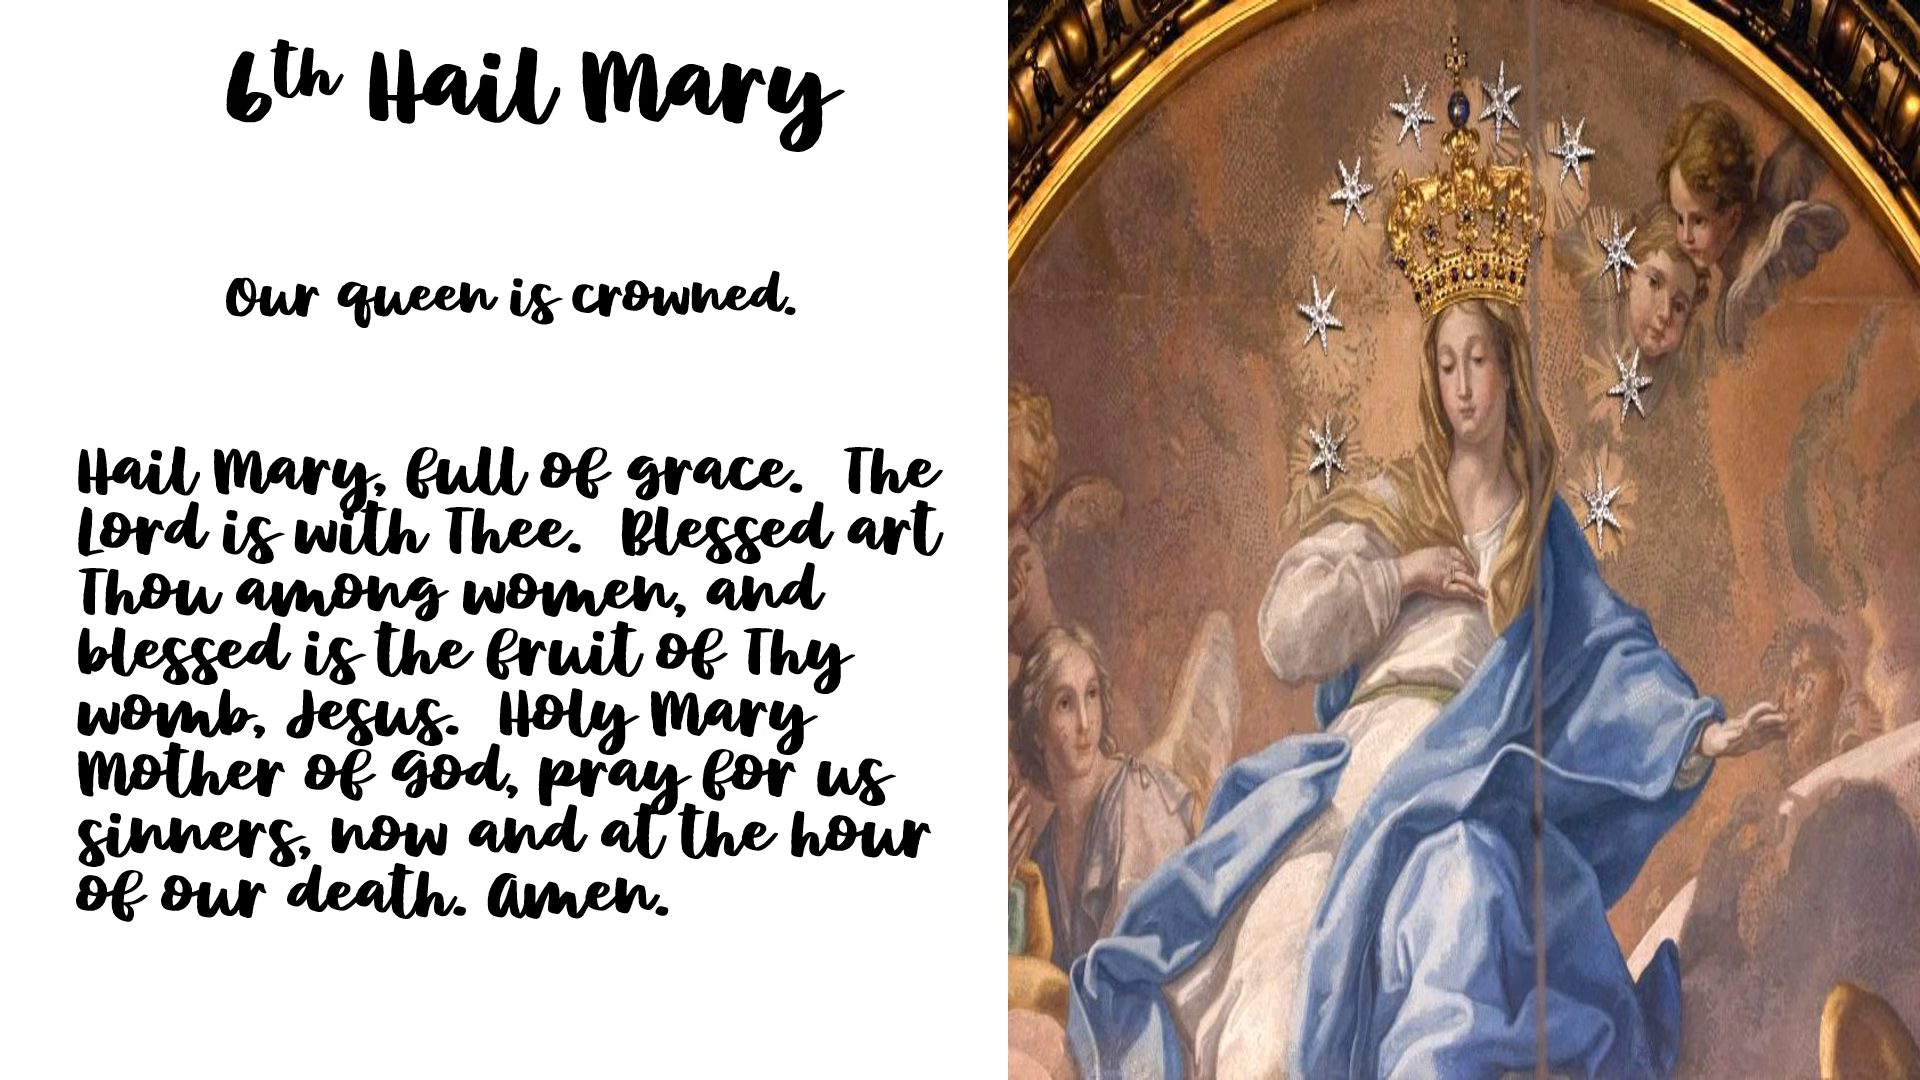 6th Hail Mary
Our queen is crowned.
Hail Mary, full of grace.  The
Lord is with Thee.  Blessed art
Thou among women, and
blessed is the fruit of Thy
womb, Jesus.  Holy Mary
Mother of God, pray for us
sinners, now and at the hour
of our death. Amen.